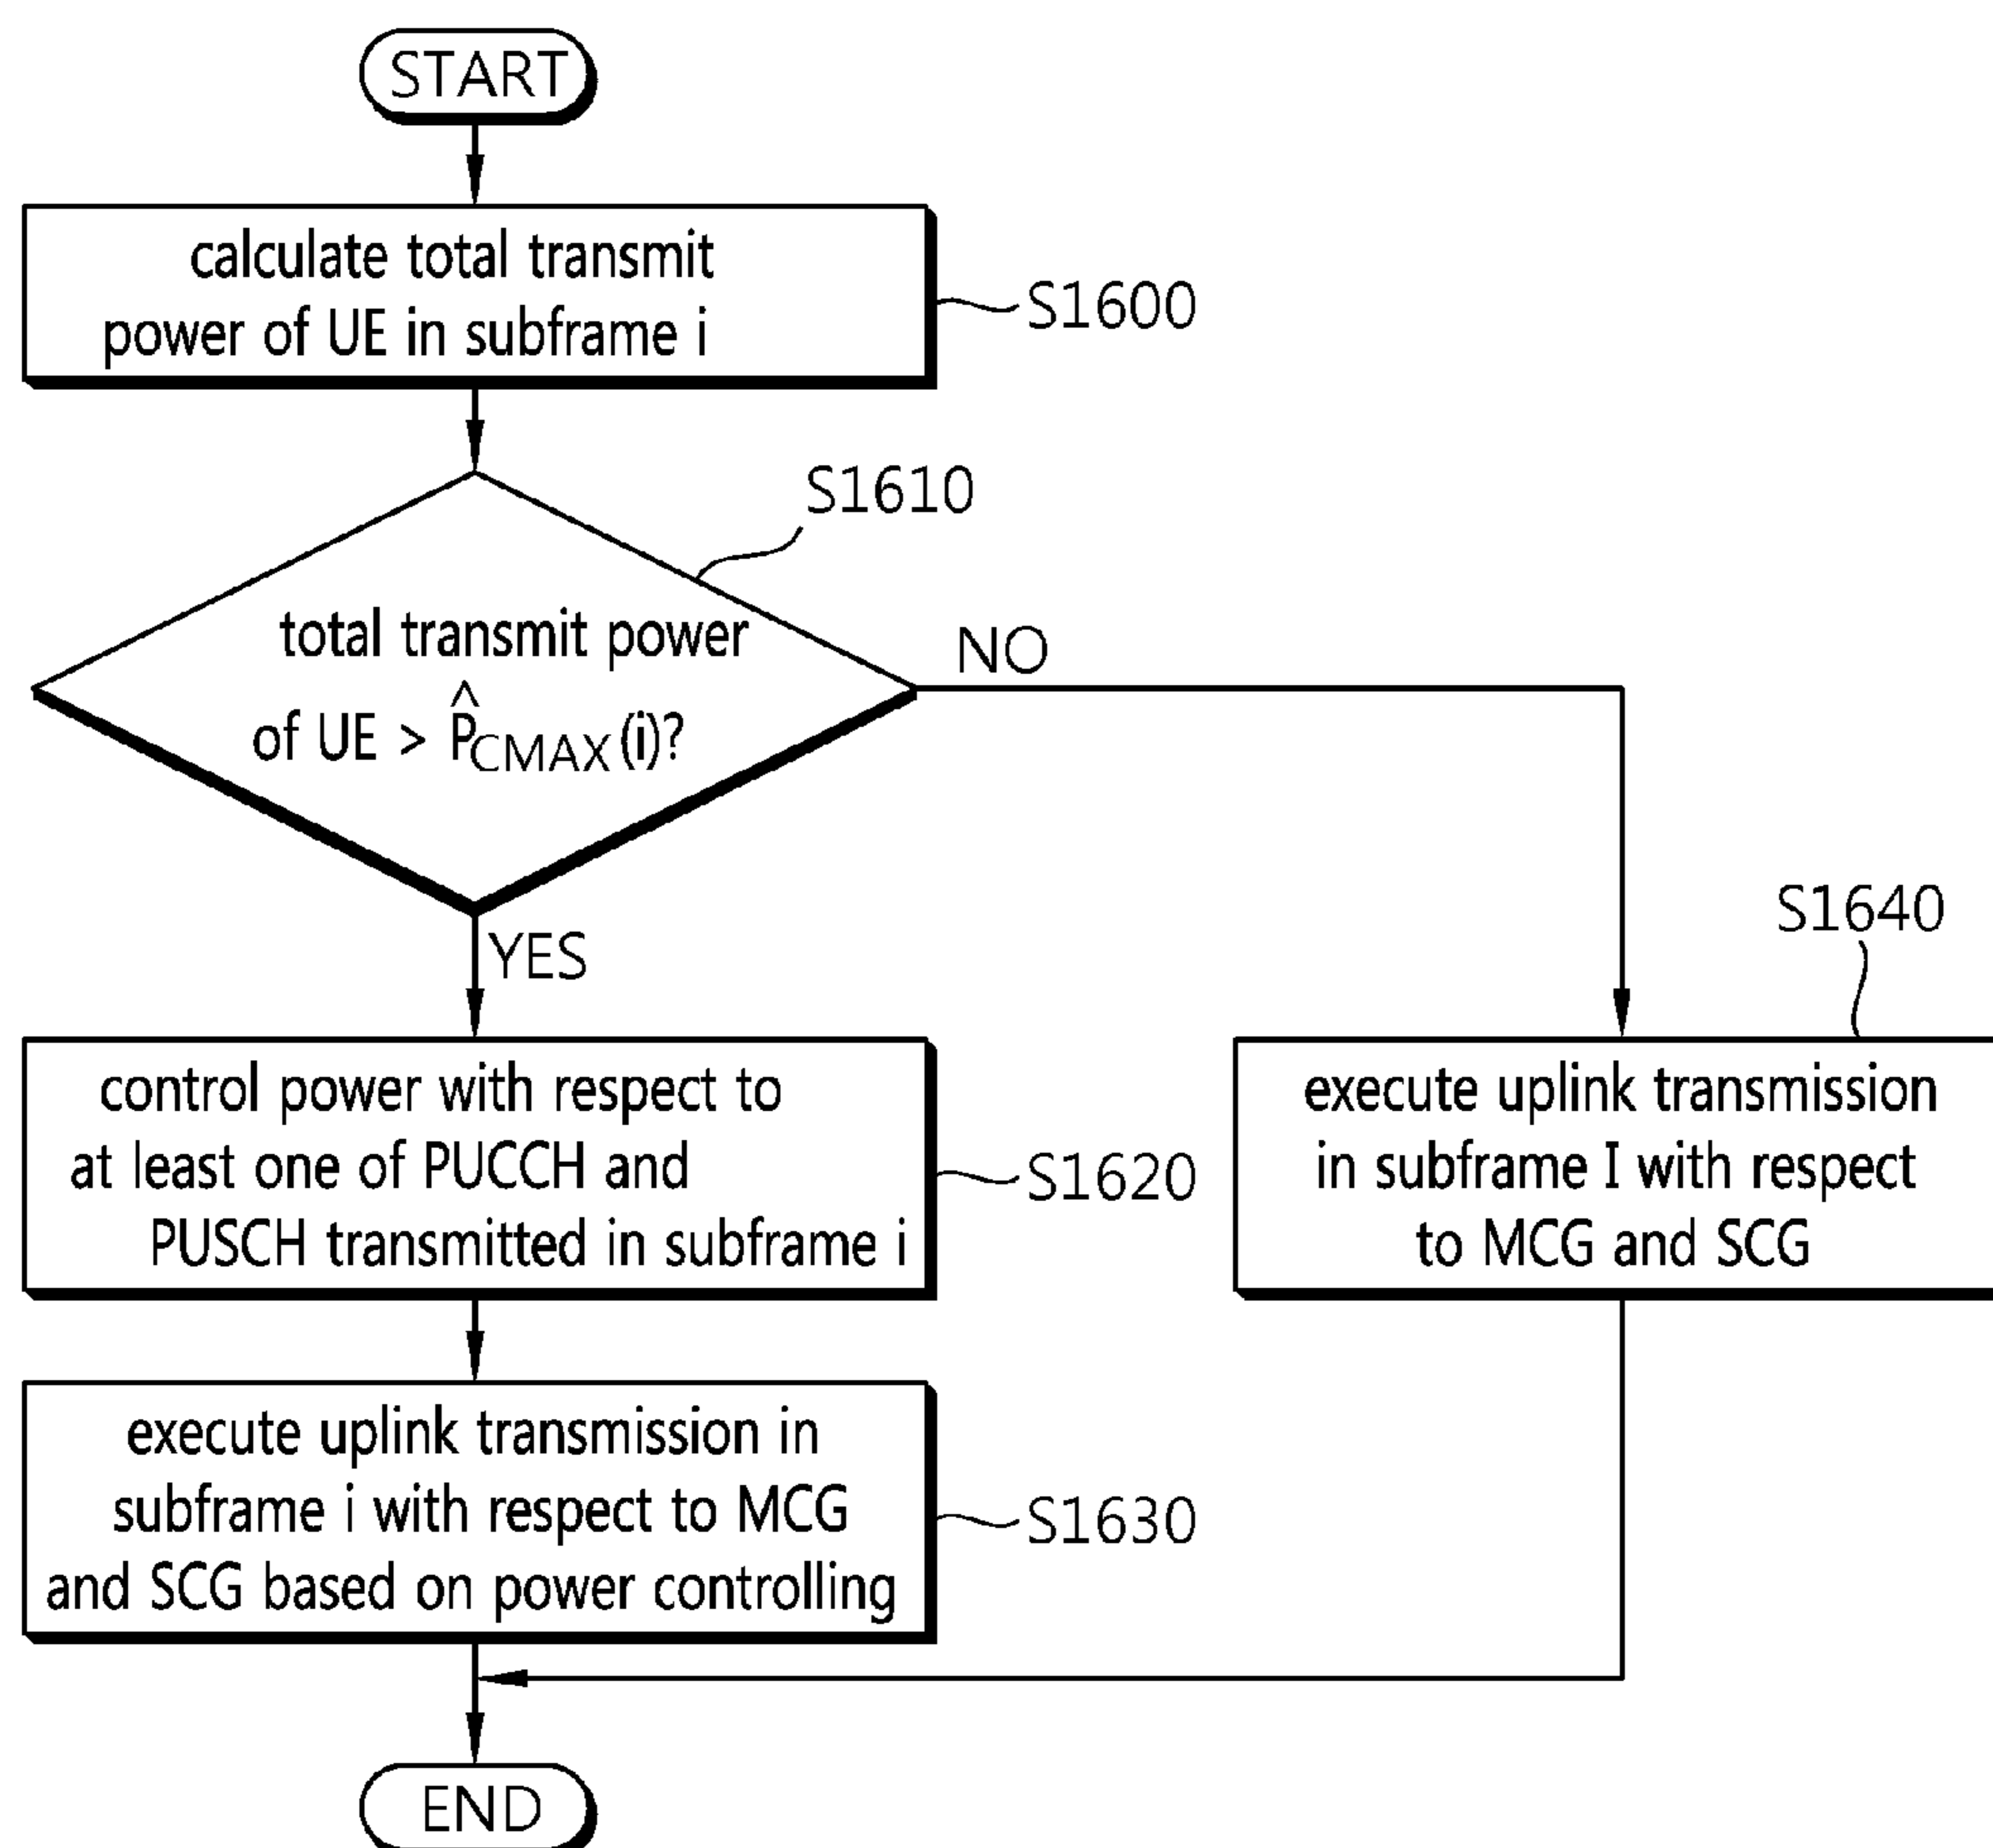 START
calculate total transmit
power of UE in subframe i
S1600
S1610
total transmit power
of UE > P̂CMAX(i)?
NO
YES
S1640
control power with respect to
at least one of PUCCH and
PUSCH transmitted in subframe i
S1620
execute uplink transmission
in subframe I with respect
to MCG and SCG
execute uplink transmission in
subframe i with respect to MCG
and SCG based on power controlling
S1630
END